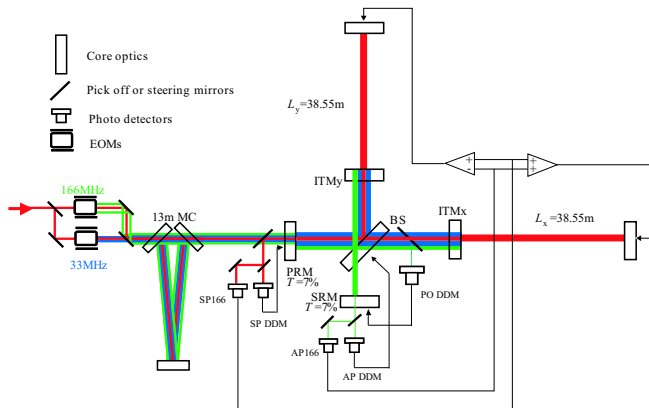 Core optics
Pick off or steering mirrors
Photo detectors
EOMs
Ly=38.55m
166MHz
13m MC
33MHz
ITMy
BS
ITMx
Lx=38.55m
PRM
T=7%
SP166
SP DDM
SRM
T=7%
PO DDM
AP166
AP DDM
+
-
-
+